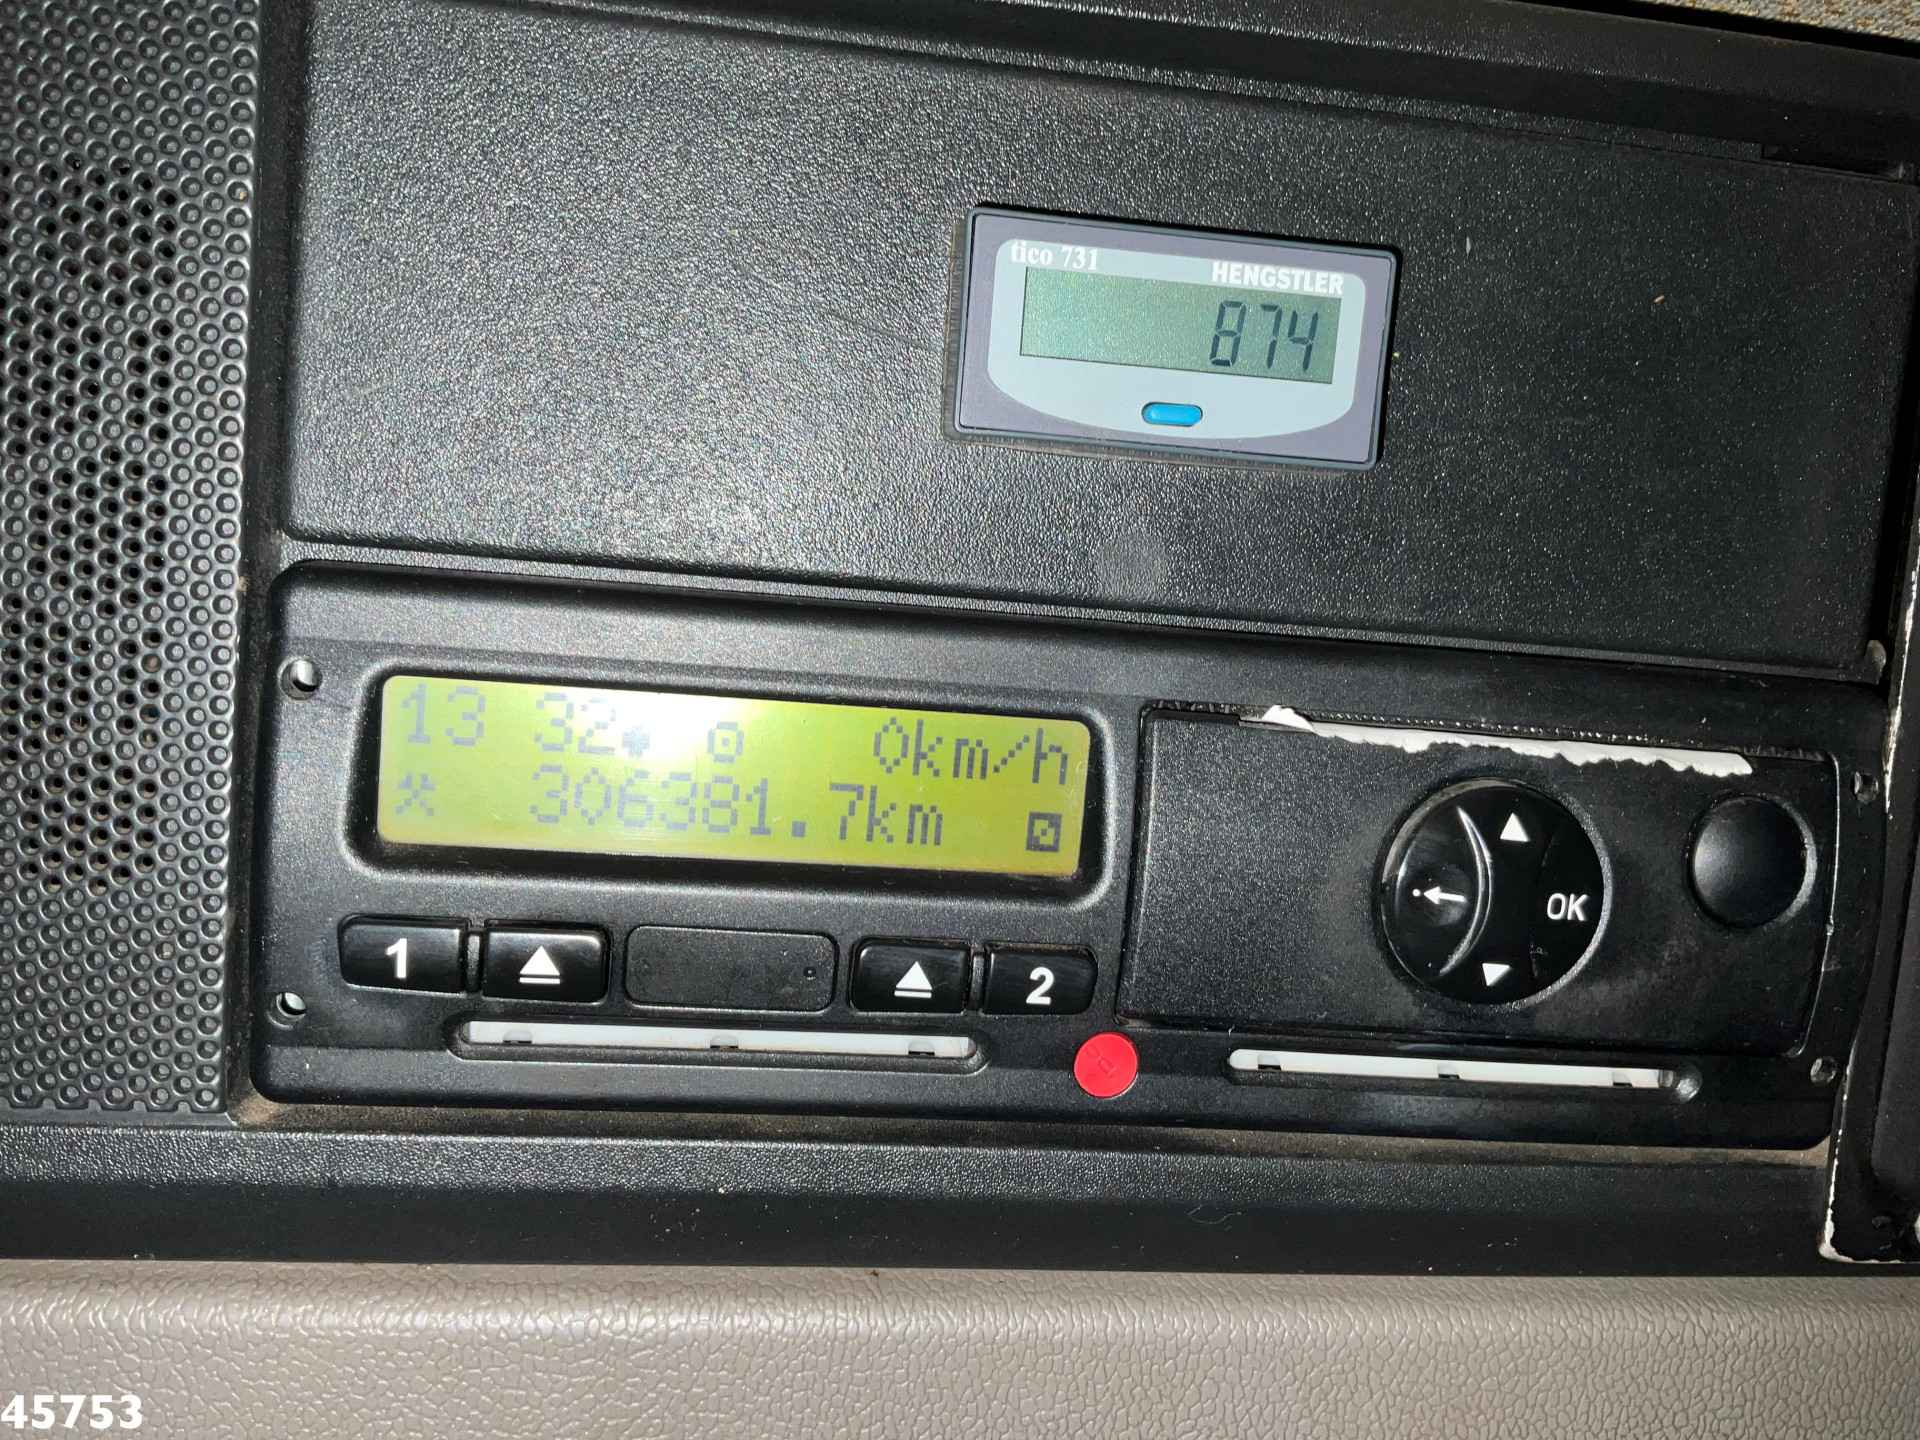 tico 731
HENGSTLER
874
13 32 0km/h
306381.7km
OK
1
2
45753